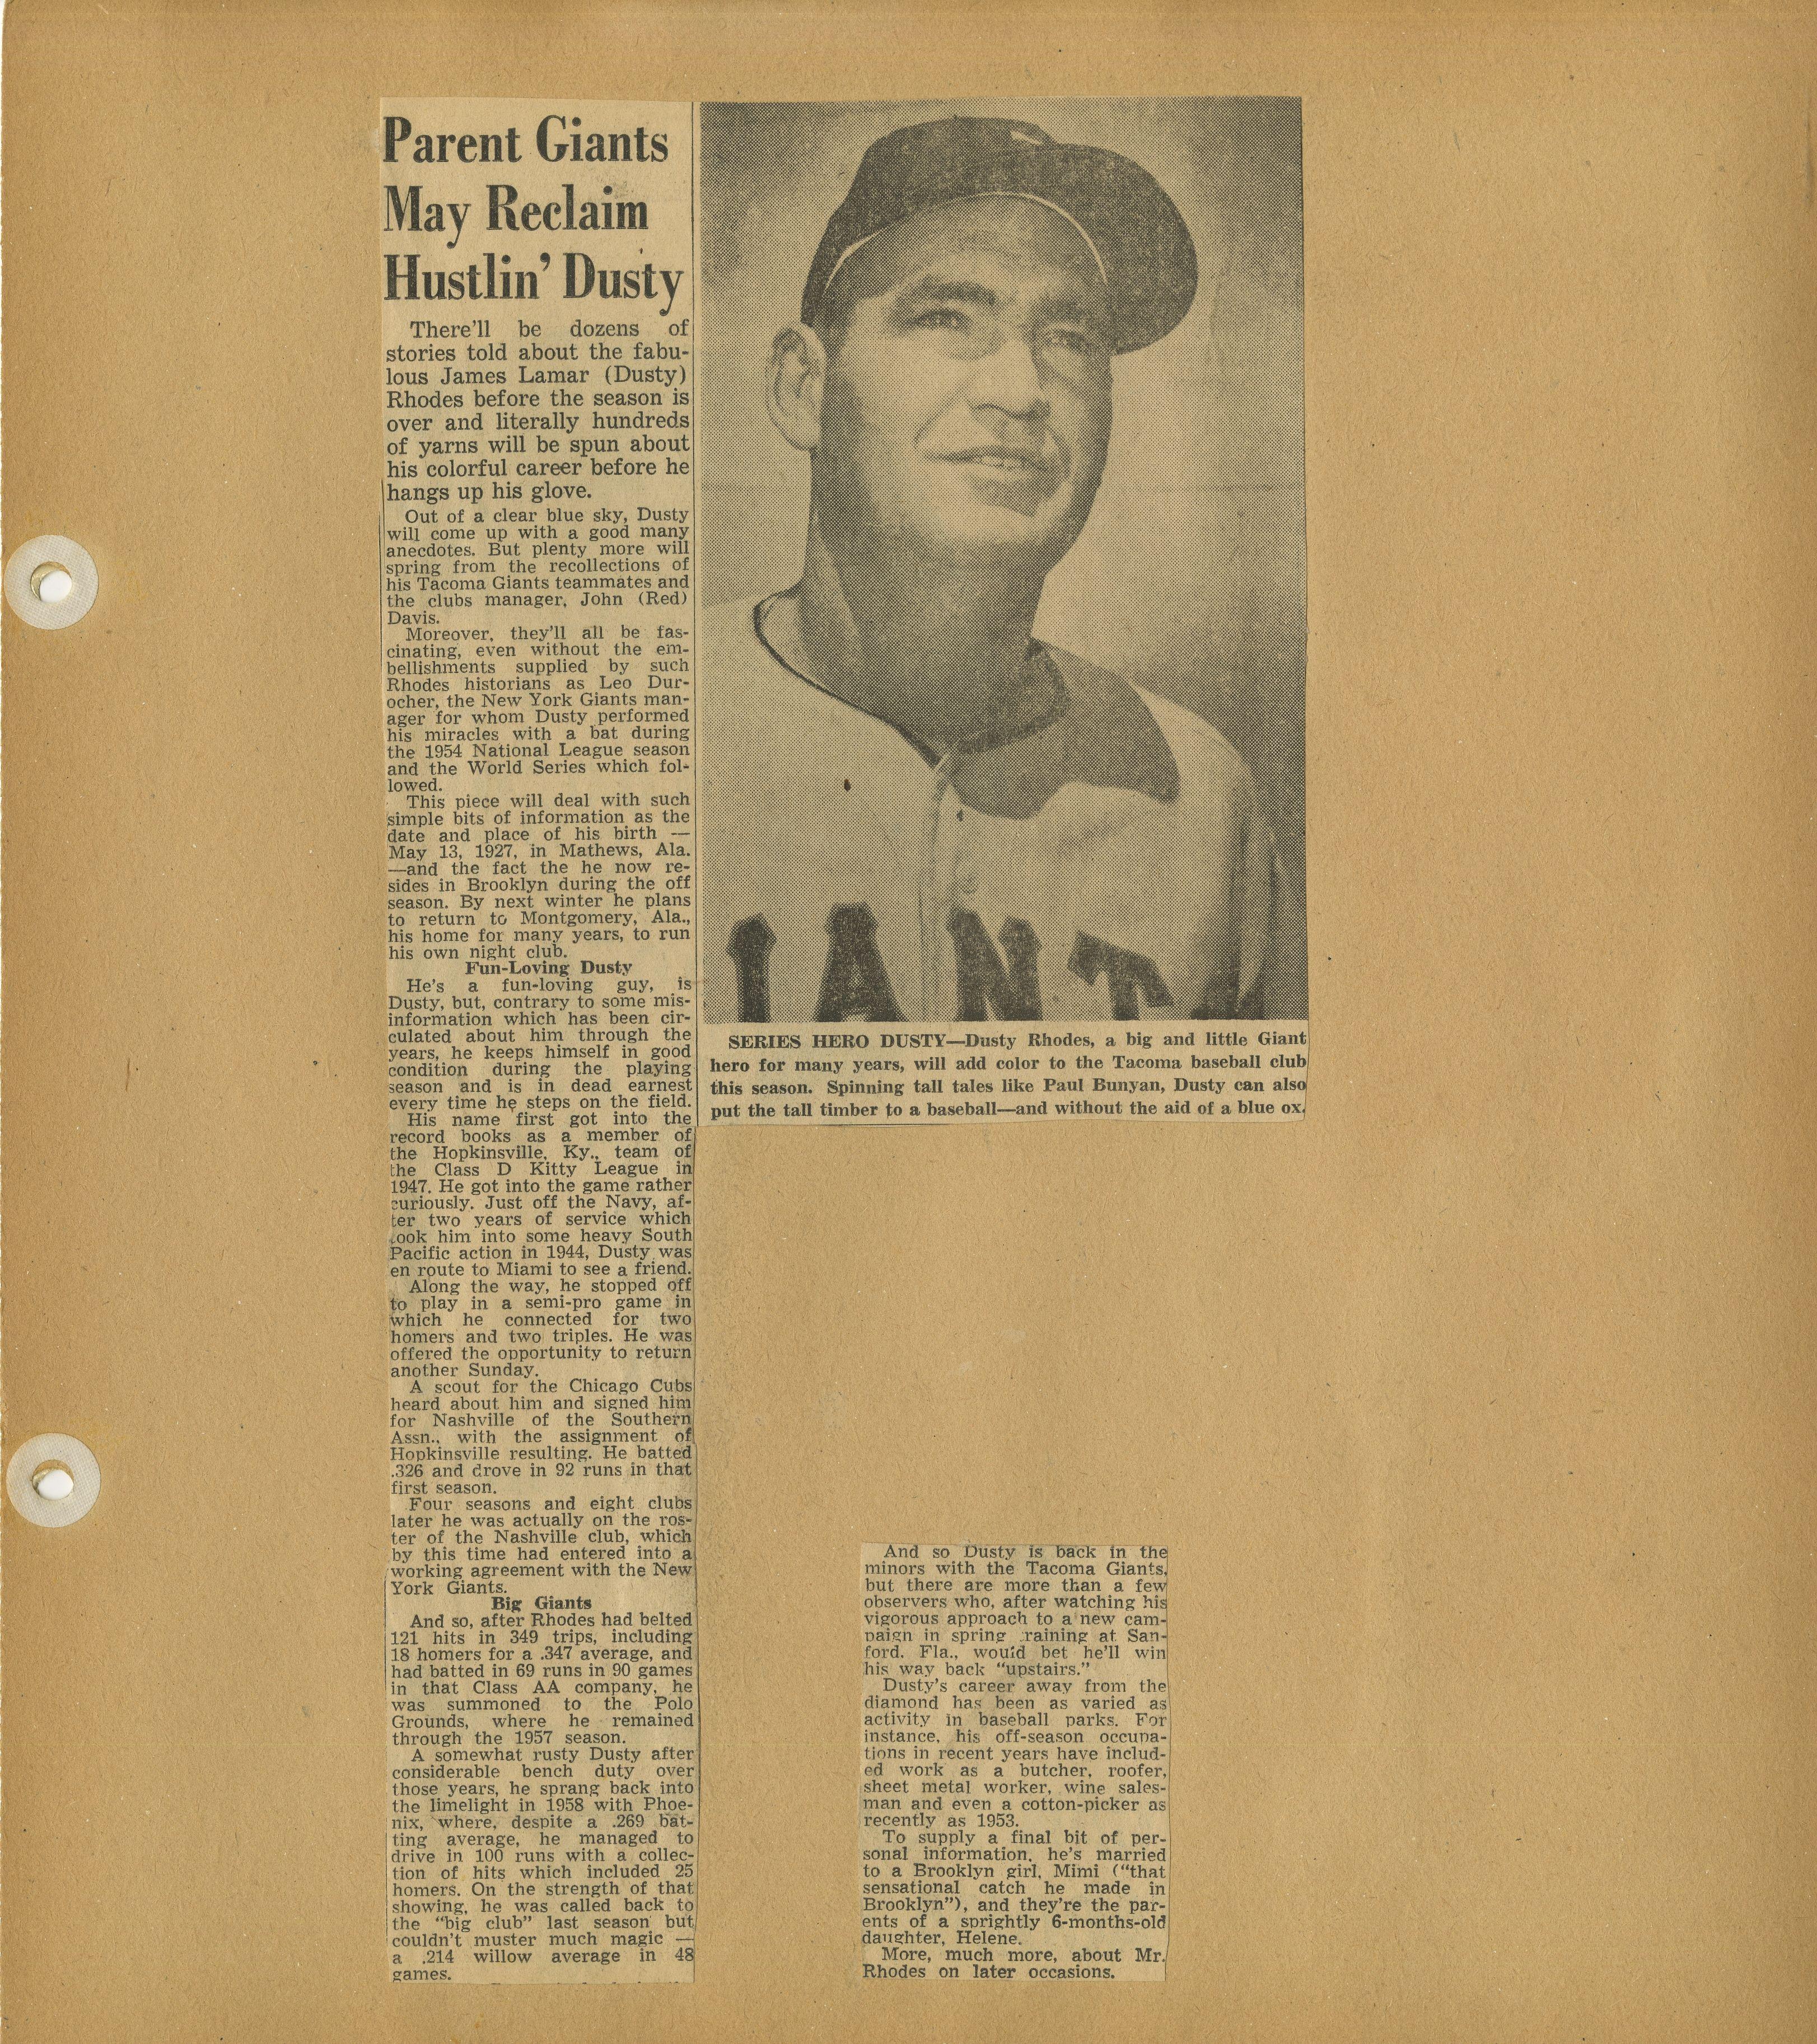 Parent Giants
May Reclaim
Hustlin' Dusty
There'll be dozens of
stories told about the fabu-
lous James Lamar (Dusty)
Rhodes before the season is
over and literally hundreds
of yarns will be spun about
his colorful career before he
hangs up his glove.
Out of a clear blue sky, Dusty
will come up with a good many
anecdotes. But plenty more will
spring from the recollections of
his Tacoma Giants teammates and
the clubs manager, John (Red)
Davis.
Moreover, they'll all be fas-
cinating, even without the em-
bellishments supplied by such
Rhodes historians as Leo Dur-
ocher, the New York Giants man-
ager for whom Dusty performed
his miracles with a bat during
the 1954 National League season
and the World Series which fol-
lowed.
This piece will deal with such
simple bits of information as the
date and place of his birth —
May 13, 1927, in Mathews, Ala.
—and the fact the he now re-
sides in Brooklyn during the off
season. By next winter he plans
to return to Montgomery, Ala.,
his home for many years, to run
his own night club.
Fun-Loving Dusty
He's a fun-loving guy, is
Dusty, but, contrary to some mis-
information which has been cir-
culated about him through the
years, he keeps himself in good
condition during the playing
season and is in dead earnest
every time he steps on the field.
His name first got into the
record books as a member of
the Hopkinsville, Ky., team of
the Class D Kitty League in
1947. He got into the game rather
curiously. Just off the Navy, af-
ter two years of service which
took him into some heavy South
Pacific action in 1944, Dusty was
en route to Miami to see a friend.
Along the way, he stopped off
to play in a semi-pro game in
which he connected for two
homers and two triples. He was
offered the opportunity to return
another Sunday.
A scout for the Chicago Cubs
heard about him and signed him
for Nashville of the Southern
Assn., with the assignment of
Hopkinsville resulting. He batted
.326 and drove in 92 runs in that
first season.
Four seasons and eight clubs
later he was actually on the ros-
ter of the Nashville club, which
by this time had entered into a
working agreement with the New
York Giants.
Big Giants
And so, after Rhodes had belted
121 hits in 349 trips, including
18 homers for a .347 average, and
had batted in 69 runs in 90 games
in that Class AA company, he
was summoned to the Polo
Grounds, where he remained
through the 1957 season.
A somewhat rusty Dusty after
considerable bench duty over
those years, he sprang back into
the limelight in 1958 with Phoe-
nix, where, despite a .269 bat-
ting average, he managed to
drive in 100 runs with a collec-
tion of hits which included 25
homers. On the strength of that
showing, he was called back to
the "big club" last season but
couldn't muster much magic —
a .214 willow average in 48
games.
IANT
SERIES HERO DUSTY—Dusty Rhodes, a big and little Giant
hero for many years, will add color to the Tacoma baseball club
this season. Spinning tall tales like Paul Bunyan, Dusty can also
put the tall timber to a baseball—and without the aid of a blue ox.
And so Dusty is back in the
minors with the Tacoma Giants,
but there are more than a few
observers who, after watching his
vigorous approach to a new cam-
paign in spring training at San-
ford, Fla., would bet he'll win
his way back "upstairs."
Dusty's career away from the
diamond has been as varied as
activity in baseball parks. For
instance, his off-season occupa-
tions in recent years have includ-
ed work as a butcher, roofer,
sheet metal worker, wine sales-
man and even a cotton-picker as
recently as 1953.
To supply a final bit of per-
sonal information, he's married
to a Brooklyn girl, Mimi ("that
sensational catch he made in
Brooklyn"), and they're the par-
ents of a sprightly 6-months-old
daughter, Helene.
More, much more, about Mr.
Rhodes on later occasions.